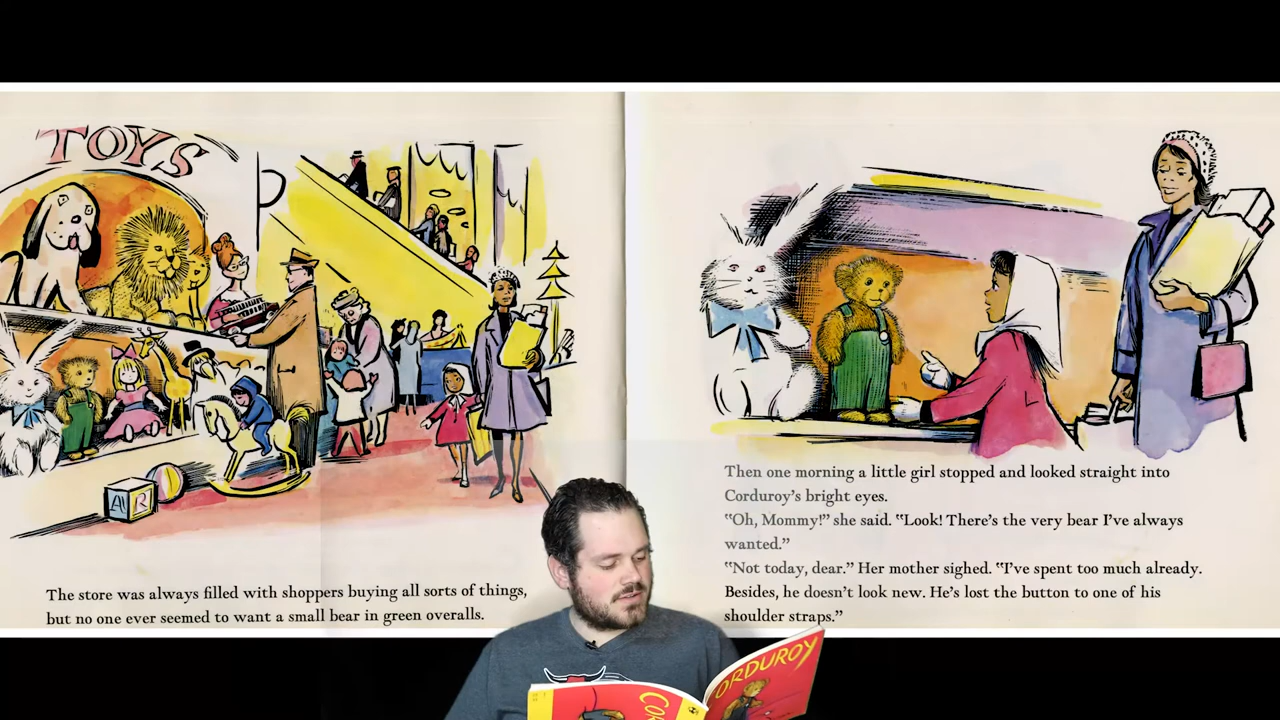 TOYS
The store was always filled with shoppers buying all sorts of things,
but no one ever seemed to want a small bear in green overalls.
Then one morning a little girl stopped and looked straight into
Corduroy's bright eyes.
"Oh, Mommy!" she said. "Look! There's the very bear I've always
wanted."
"Not today, dear." Her mother sighed. "I've spent too much already.
Besides, he doesn't look new. He's lost the button to one of his
shoulder straps."
A
CORDUROY